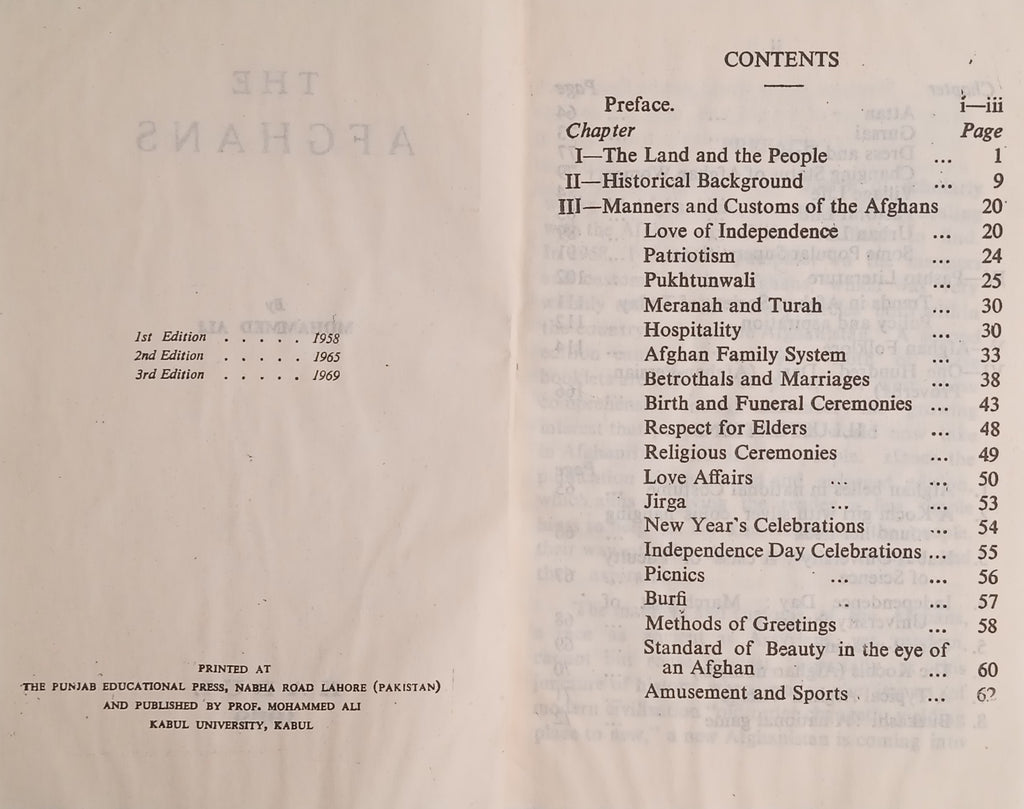 1st Edition . . . . . 1958
2nd Edition . . . . . 1965
3rd Edition . . . . . 1969
PRINTED AT
THE PUNJAB EDUCATIONAL PRESS, NABHA ROAD LAHORE (PAKISTAN)
AND PUBLISHED BY PROF. MOHAMMED ALI
KABUL UNIVERSITY, KABUL
CONTENTS
Preface. i—iii
Chapter Page
I—The Land and the People ... 1
II—Historical Background ... 9
III—Manners and Customs of the Afghans 20
Love of Independence ... 20
Patriotism ... 24
Pukhtunwali ... 25
Meranah and Turah ... 30
Hospitality ... 30
Afghan Family System ... 33
Betrothals and Marriages ... 38
Birth and Funeral Ceremonies ... 43
Respect for Elders ... 48
Religious Ceremonies ... 49
Love Affairs ... ... 50
Jirga ... ... 53
New Year's Celebrations ... 54
Independence Day Celebrations ... 55
Picnics ... ... 56
Burfi .. ... 57
Methods of Greetings ... 58
Standard of Beauty in the eye of
an Afghan ... 60
Amusement and Sports ... 62